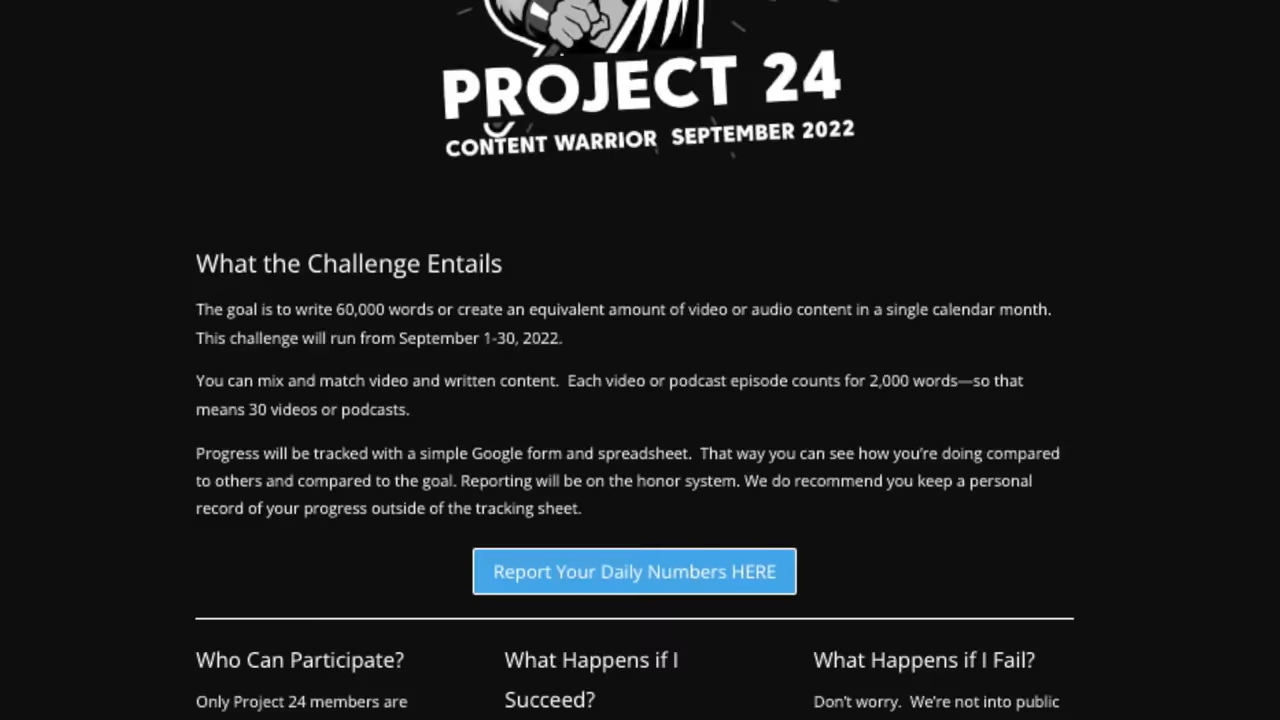 PROJECT 24
CONTENT WARRIOR SEPTEMBER 2022
What the Challenge Entails
The goal is to write 60,000 words or create an equivalent amount of video or audio content in a single calendar month.
This challenge will run from September 1-30, 2022.
You can mix and match video and written content.  Each video or podcast episode counts for 2,000 words—so that
means 30 videos or podcasts.
Progress will be tracked with a simple Google form and spreadsheet.  That way you can see how you're doing compared
to others and compared to the goal. Reporting will be on the honor system. We do recommend you keep a personal
record of your progress outside of the tracking sheet.
Report Your Daily Numbers HERE
Who Can Participate?
Only Project 24 members are
What Happens if I
Succeed?
What Happens if I Fail?
Don't worry.  We're not into public